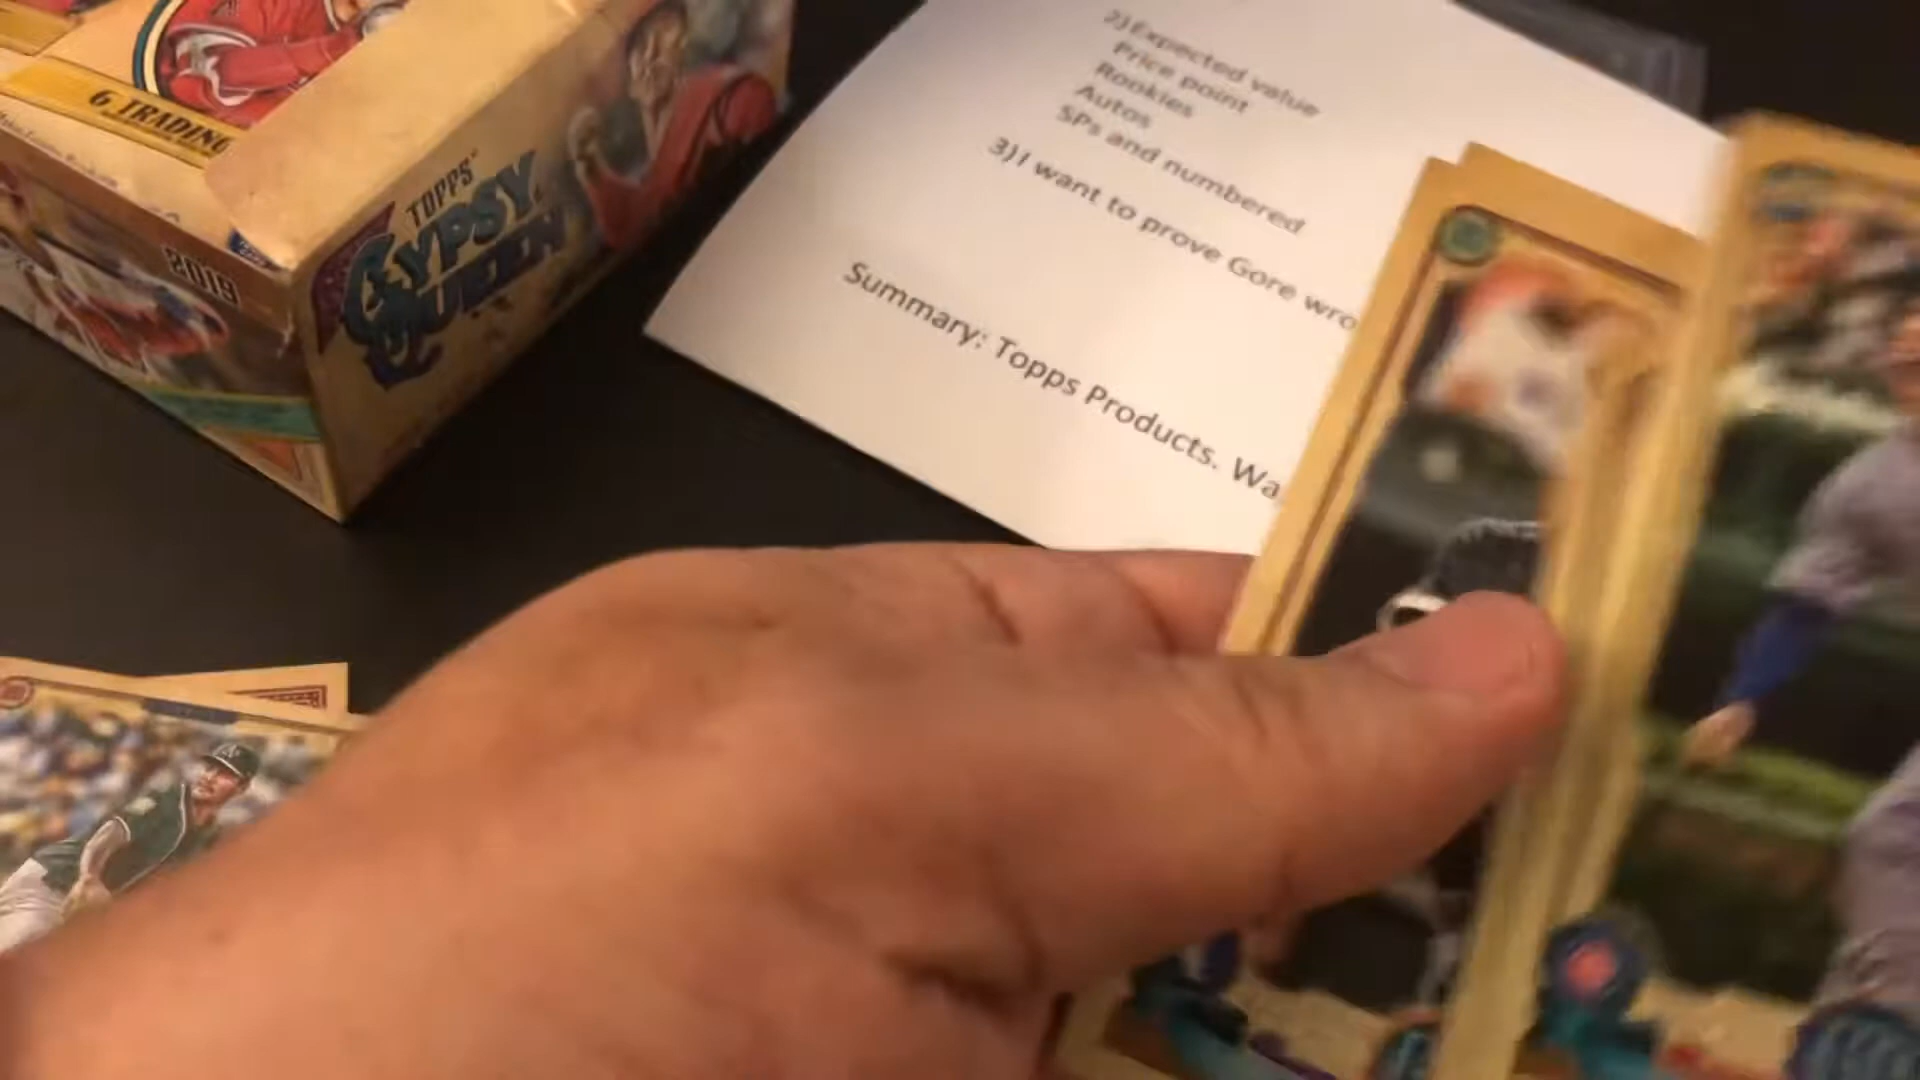 6 TRADING
2019
TOPPS
GYPSY
QUEEN
2) Expected value
Price point
Rookies
Autos
SPs and numbered
3) I want to prove Gore wro
Summary: Topps Products. Wa